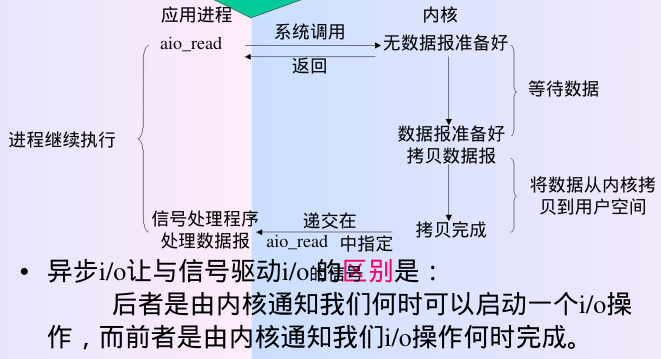 应用进程
内核
系统调用
aio_read
无数据报准备好
返回
等待数据
进程继续执行
数据报准备好
拷贝数据报
将数据从内核拷
贝到用户空间
信号处理程序
处理数据报
递交在
aio_read 中指定
的信号
拷贝完成
• 异步i/o让与信号驱动i/o的区别是：
后者是由内核通知我们何时可以启动一个i/o操
作，而前者是由内核通知我们i/o操作何时完成。